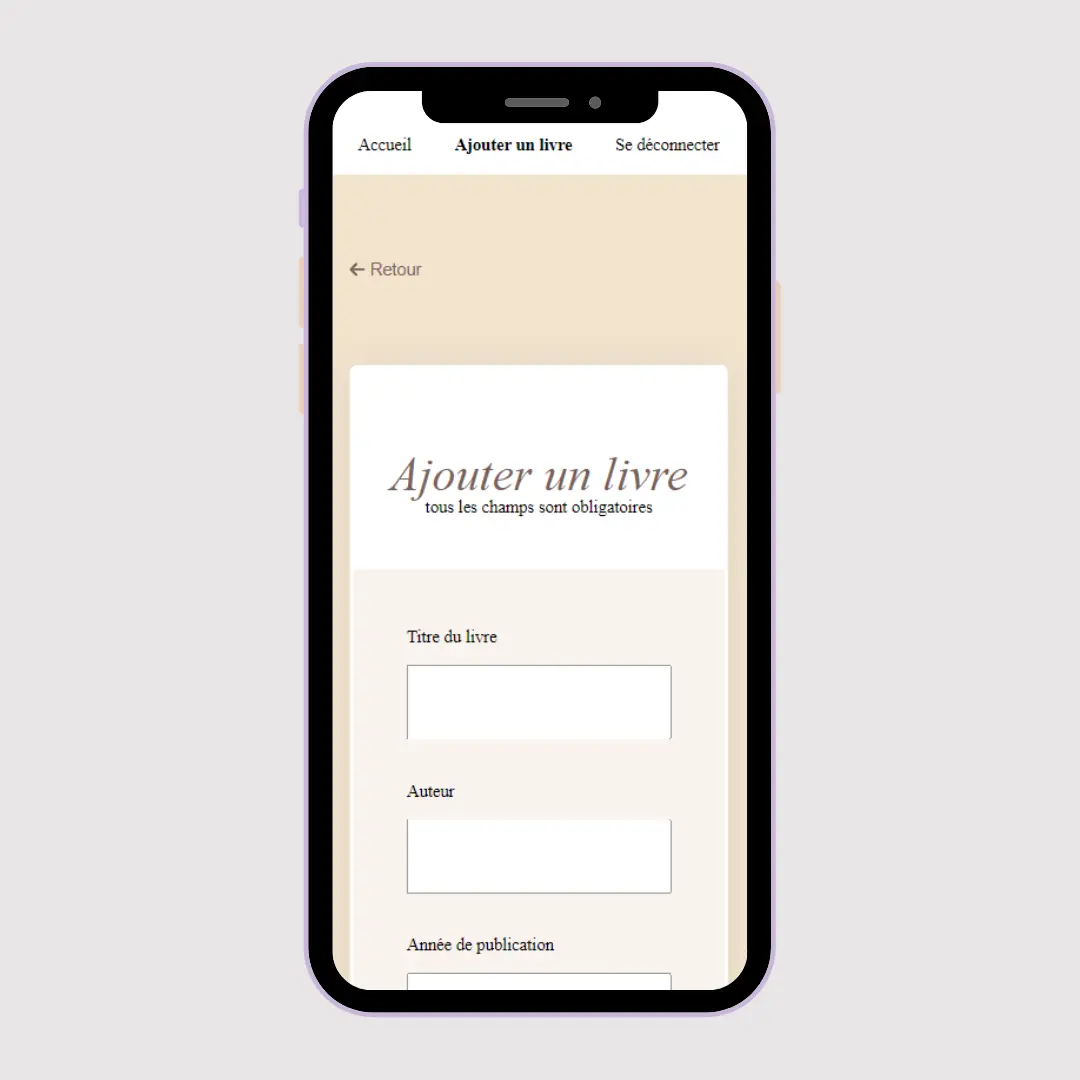 Accueil Ajouter un livre Se déconnecter
Retour
Ajouter un livre
tous les champs sont obligatoires
Titre du livre
Auteur
Année de publication